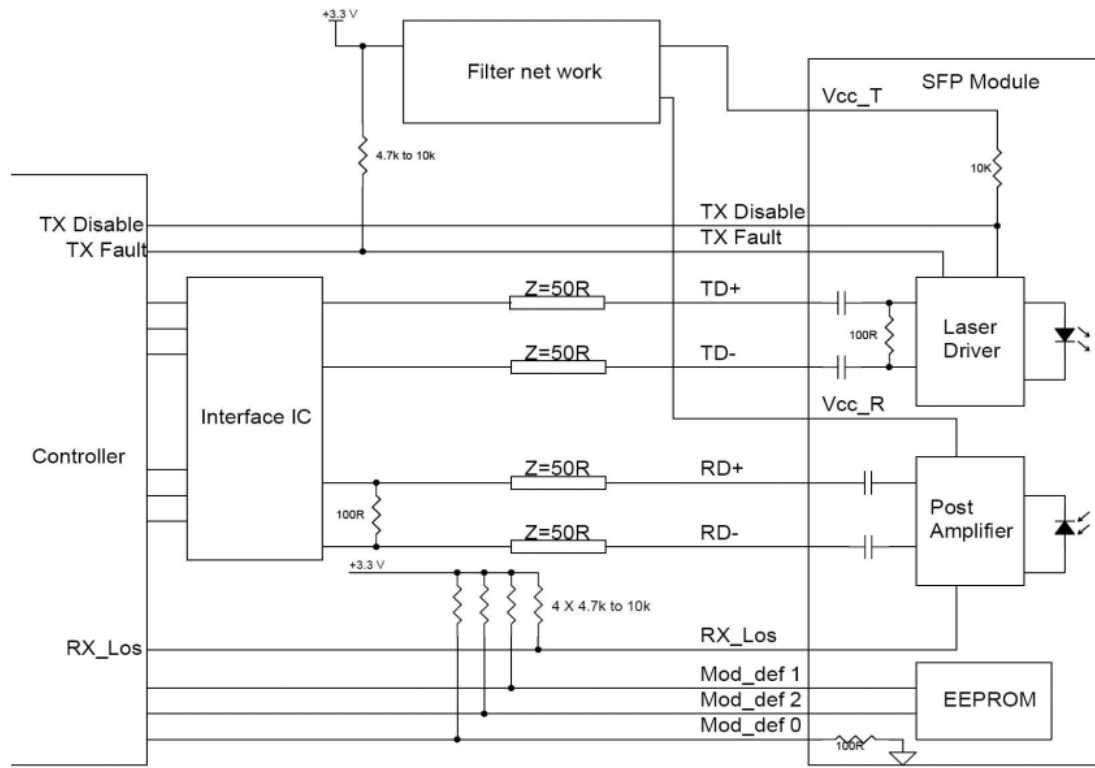 +3.3 V
Filter net work
SFP Module
Vcc_T
4.7k to 10k
10K
TX Disable
TX Disable
TX Fault
TX Fault
Z=50R
TD+
100R
Laser
Driver
Z=50R
TD-
Vcc_R
Interface IC
Controller
Z=50R
RD+
100R
Post
Amplifier
Z=50R
RD-
+3.3 V
4 X 4.7k to 10k
RX_Los
RX_Los
Mod_def 1
EEPROM
Mod_def 2
Mod_def 0
100R